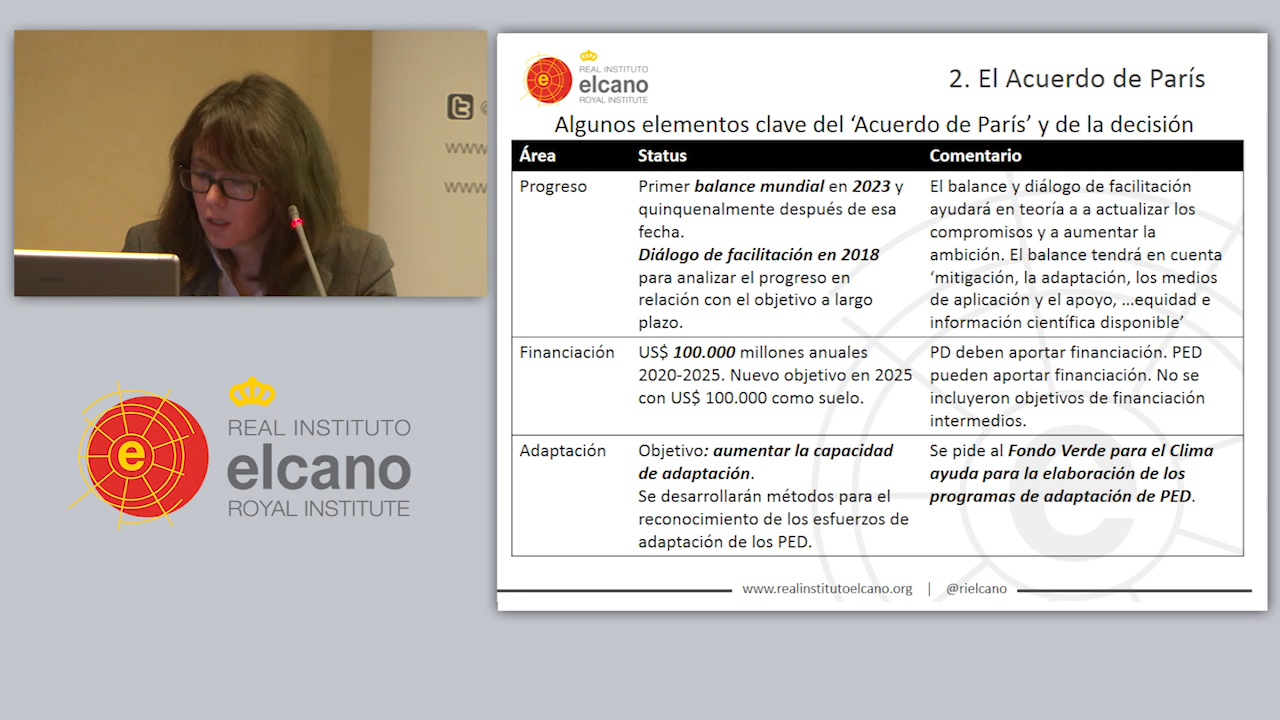 www
www
REAL INSTITUTO
elcano
ROYAL INSTITUTE
e
REAL INSTITUTO
elcano
ROYAL INSTITUTE
e
2. El Acuerdo de París
Algunos elementos clave del ‘Acuerdo de París’ y de la decisión
Área Status Comentario
Progreso
Primer balance mundial en 2023 y
quinquenalmente después de esa
fecha.
Diálogo de facilitación en 2018
para analizar el progreso en
relación con el objetivo a largo
plazo.
El balance y diálogo de facilitación
ayudará en teoría a a actualizar los
compromisos y a aumentar la
ambición. El balance tendrá en cuenta
‘mitigación, la adaptación, los medios
de aplicación y el apoyo, ...equidad e
información científica disponible’
Financiación
US$ 100.000 millones anuales
2020-2025. Nuevo objetivo en 2025
con US$ 100.000 como suelo.
PD deben aportar financiación. PED
pueden aportar financiación. No se
incluyeron objetivos de financiación
intermedios.
Adaptación
Objetivo: aumentar la capacidad
de adaptación.
Se desarrollarán métodos para el
reconocimiento de los esfuerzos de
adaptación de los PED.
Se pide al Fondo Verde para el Clima
ayuda para la elaboración de los
programas de adaptación de PED.
www.realinstitutoelcano.org | @rielcano